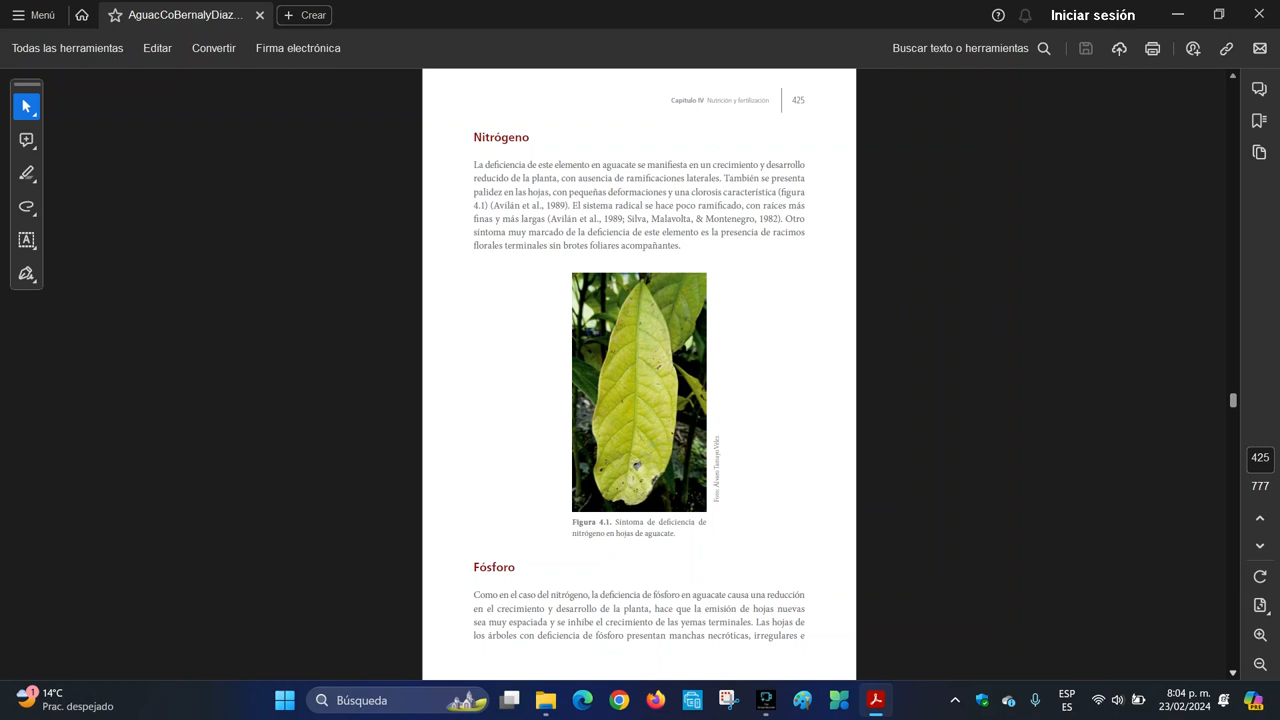 Menú
AguacateHernalyDiaz...
Crear
Iniciar sesión
Todas las herramientas
Editar
Convertir
Firma electrónica
Buscar texto o herramientas
Capítulo IV Nutrición y fertilización 425
Nitrógeno
La deficiencia de este elemento en aguacate se manifiesta en un crecimiento y desarrollo
reducido de la planta, con ausencia de ramificaciones laterales. También se presenta
palidez en las hojas, con pequeñas deformaciones y una clorosis característica (figura
4.1) (Avilán et al., 1989). El sistema radical se hace poco ramificado, con raíces más
finas y más largas (Avilán et al., 1989; Silva, Malavolta, & Montenegro, 1982). Otro
síntoma muy marcado de la deficiencia de este elemento es la presencia de racimos
florales terminales sin brotes foliares acompañantes.
Foto: Álvaro Tamayo Vélez
Figura 4.1. Síntoma de deficiencia de
nitrógeno en hojas de aguacate.
Fósforo
Como en el caso del nitrógeno, la deficiencia de fósforo en aguacate causa una reducción
en el crecimiento y desarrollo de la planta, hace que la emisión de hojas nuevas
sea muy espaciada y se inhibe el crecimiento de las yemas terminales. Las hojas de
los árboles con deficiencia de fósforo presentan manchas necróticas, irregulares e
425
777
14°C
Parc. despejado
Búsqueda
ESP
ES
22/04/2025